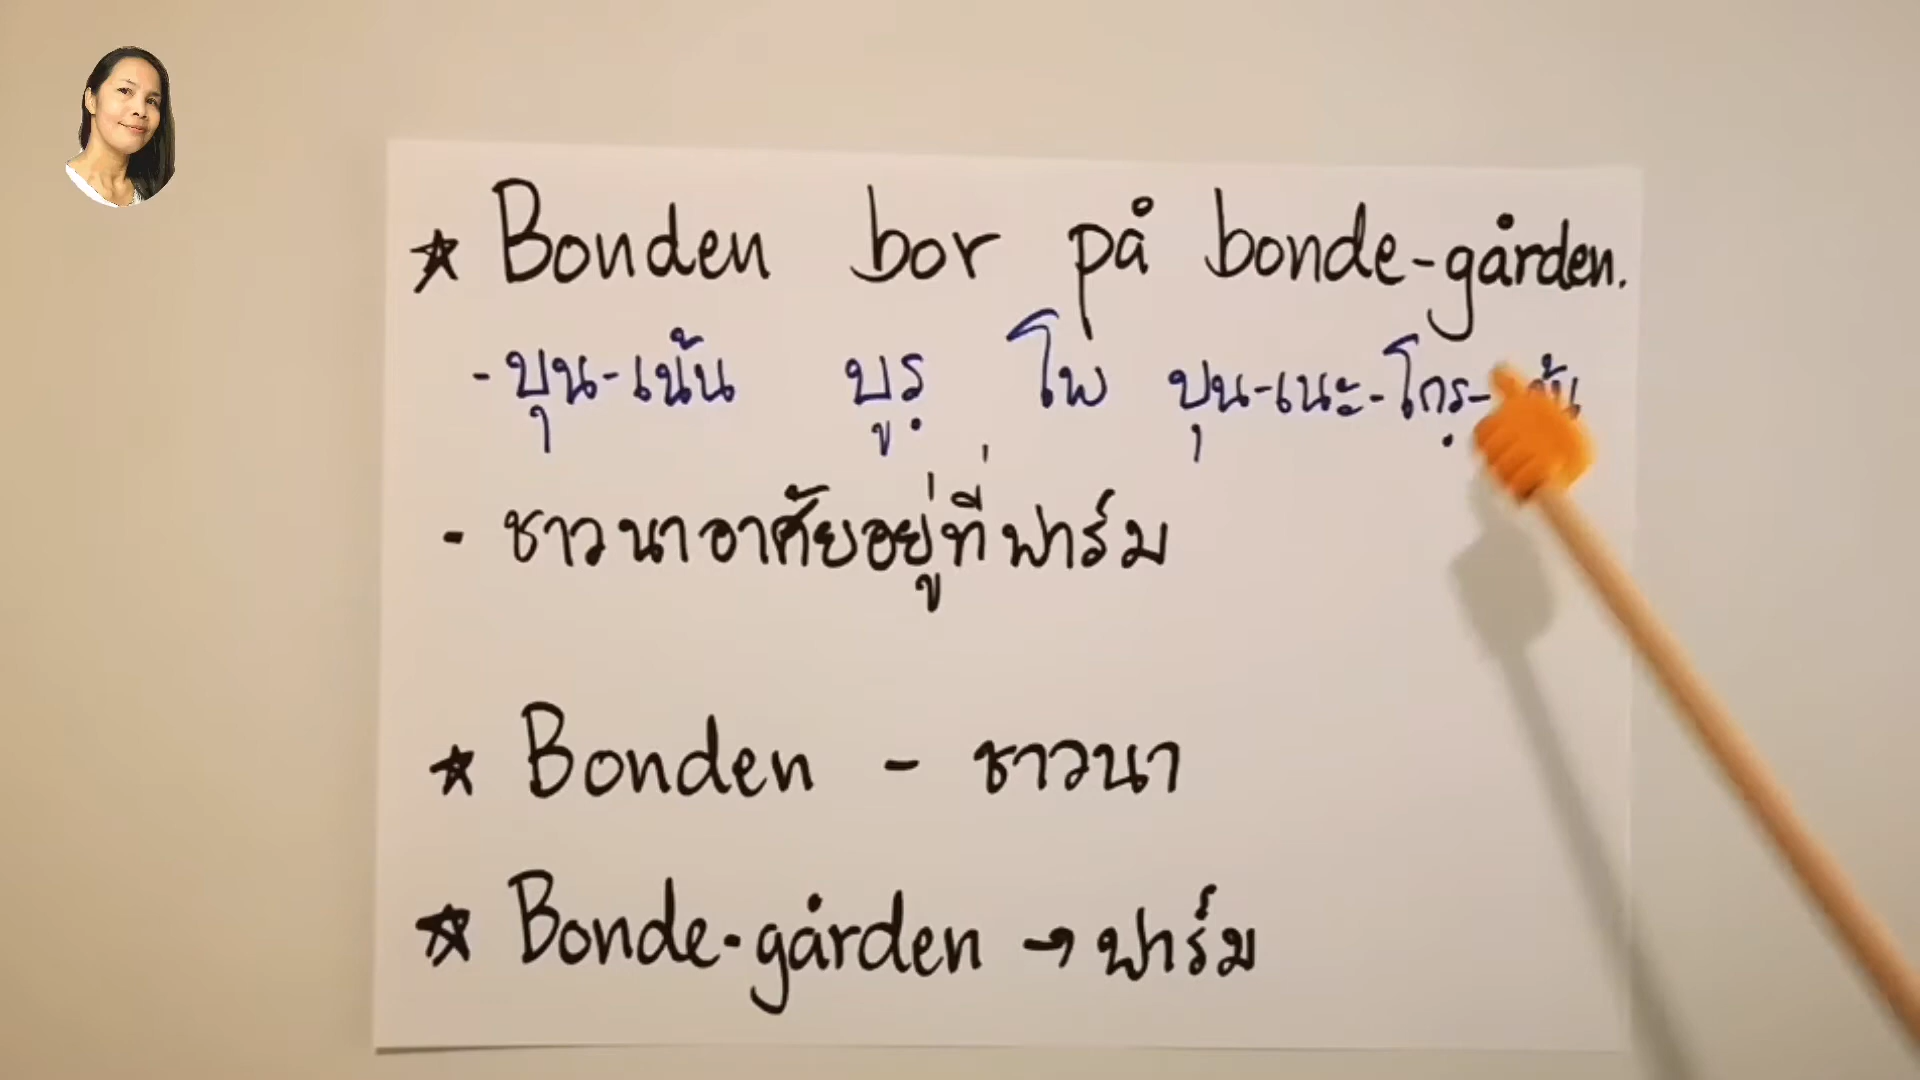 ★ Bonden bor på bonde-gården.
- บุน-เน้น บูรฺ โพ บุน-เนะ-โกรฺ-
- ชาวนาอาศัยอยู่ที่ฟาร์ม
★ Bonden - ชาวนา
★ Bonde-gården → ฟาร์ม